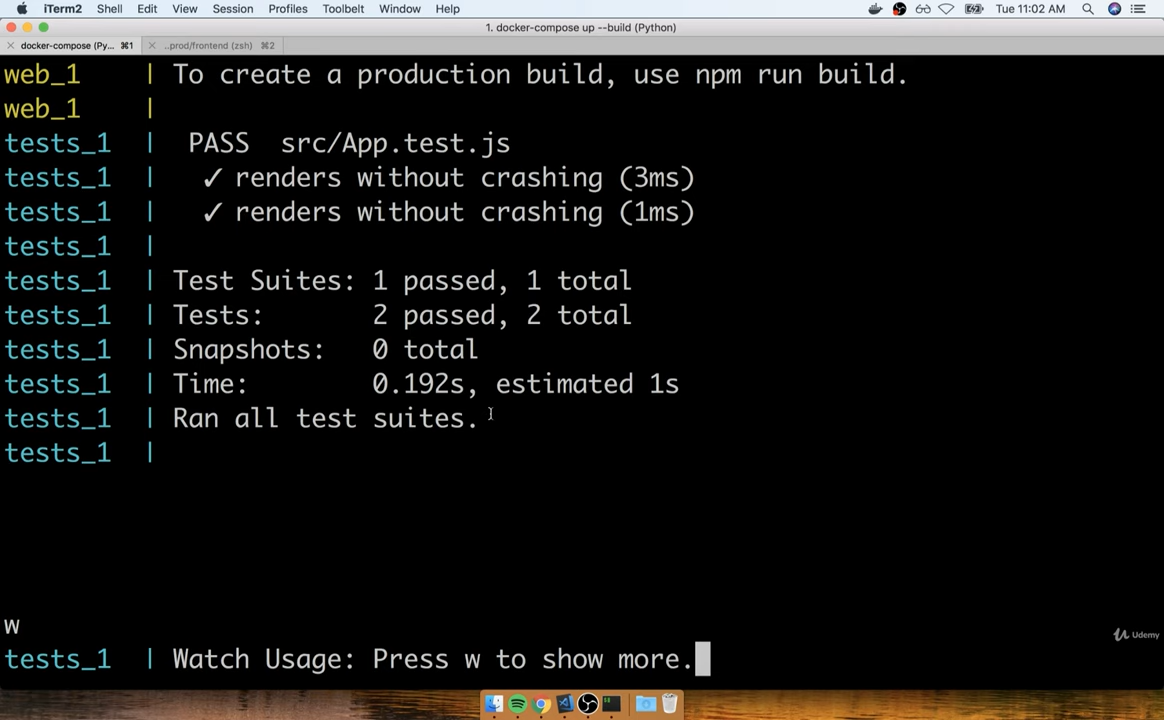 iTerm2 Shell Edit View Session Profiles Toolbelt Window Help Tue 11:02 AM
1. docker-compose up --build (Python)
docker-compose (Py... ⌘1 ..prod/frontend (zsh) ⌘2
web_1 | To create a production build, use npm run build.
web_1 |
tests_1 | PASS src/App.test.js
tests_1 | ✓ renders without crashing (3ms)
tests_1 | ✓ renders without crashing (1ms)
tests_1 |
tests_1 | Test Suites: 1 passed, 1 total
tests_1 | Tests: 2 passed, 2 total
tests_1 | Snapshots: 0 total
tests_1 | Time: 0.192s, estimated 1s
tests_1 | Ran all test suites.
tests_1 |
w
Udemy
tests_1 | Watch Usage: Press w to show more.